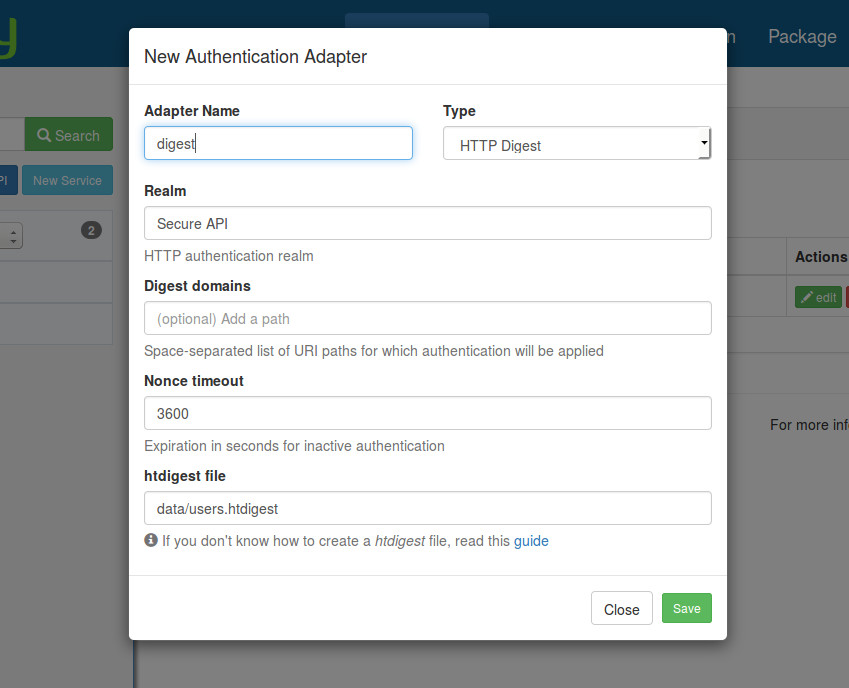 Package
New Authentication Adapter
Adapter Name
Type
Search
digest
HTTP Digest
New Service
Realm
Secure API
2
HTTP authentication realm
Actions
Digest domains
edit
(optional) Add a path
Space-separated list of URI paths for which authentication will be applied
Nonce timeout
3600
For more
Expiration in seconds for inactive authentication
htdigest file
data/users.htdigest
If you don't know how to create a htdigest file, read this guide
Close
Save